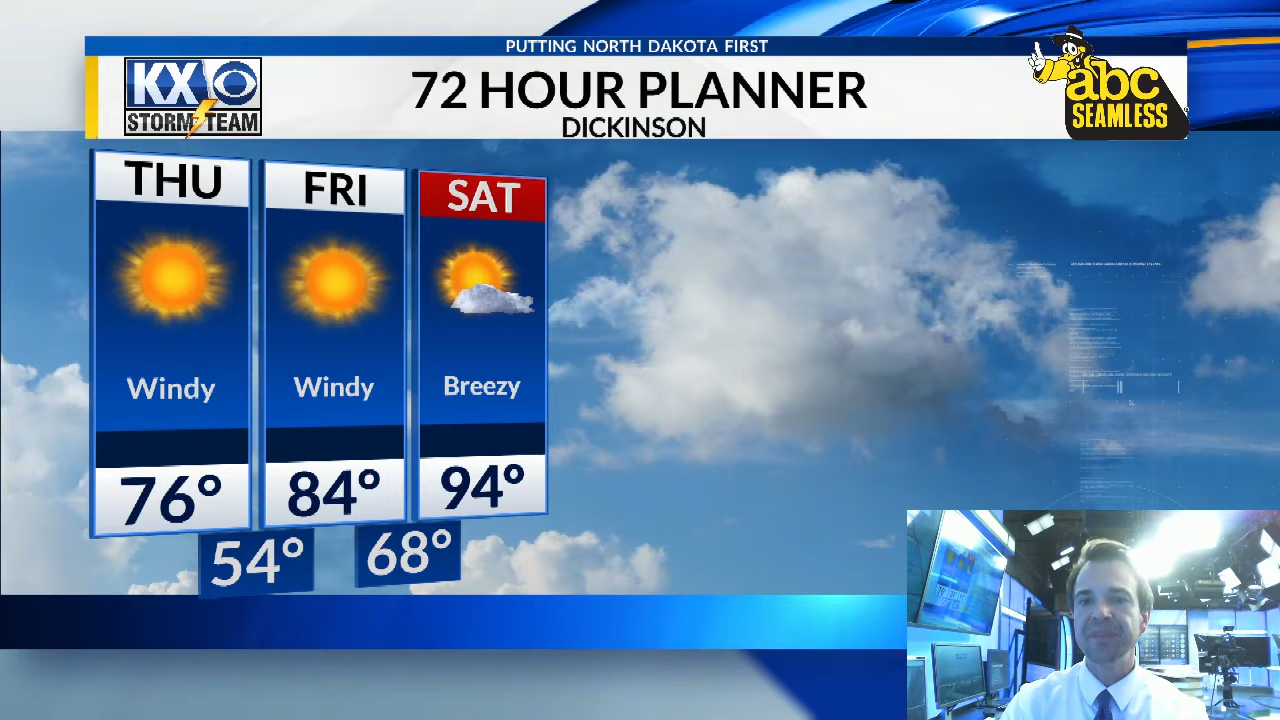 PUTTING NORTH DAKOTA FIRST
KX
STORM TEAM
72 HOUR PLANNER
DICKINSON
abc
SEAMLESS
THU
FRI
SAT
Windy
Windy
Breezy
76°
84°
94°
54°
68°